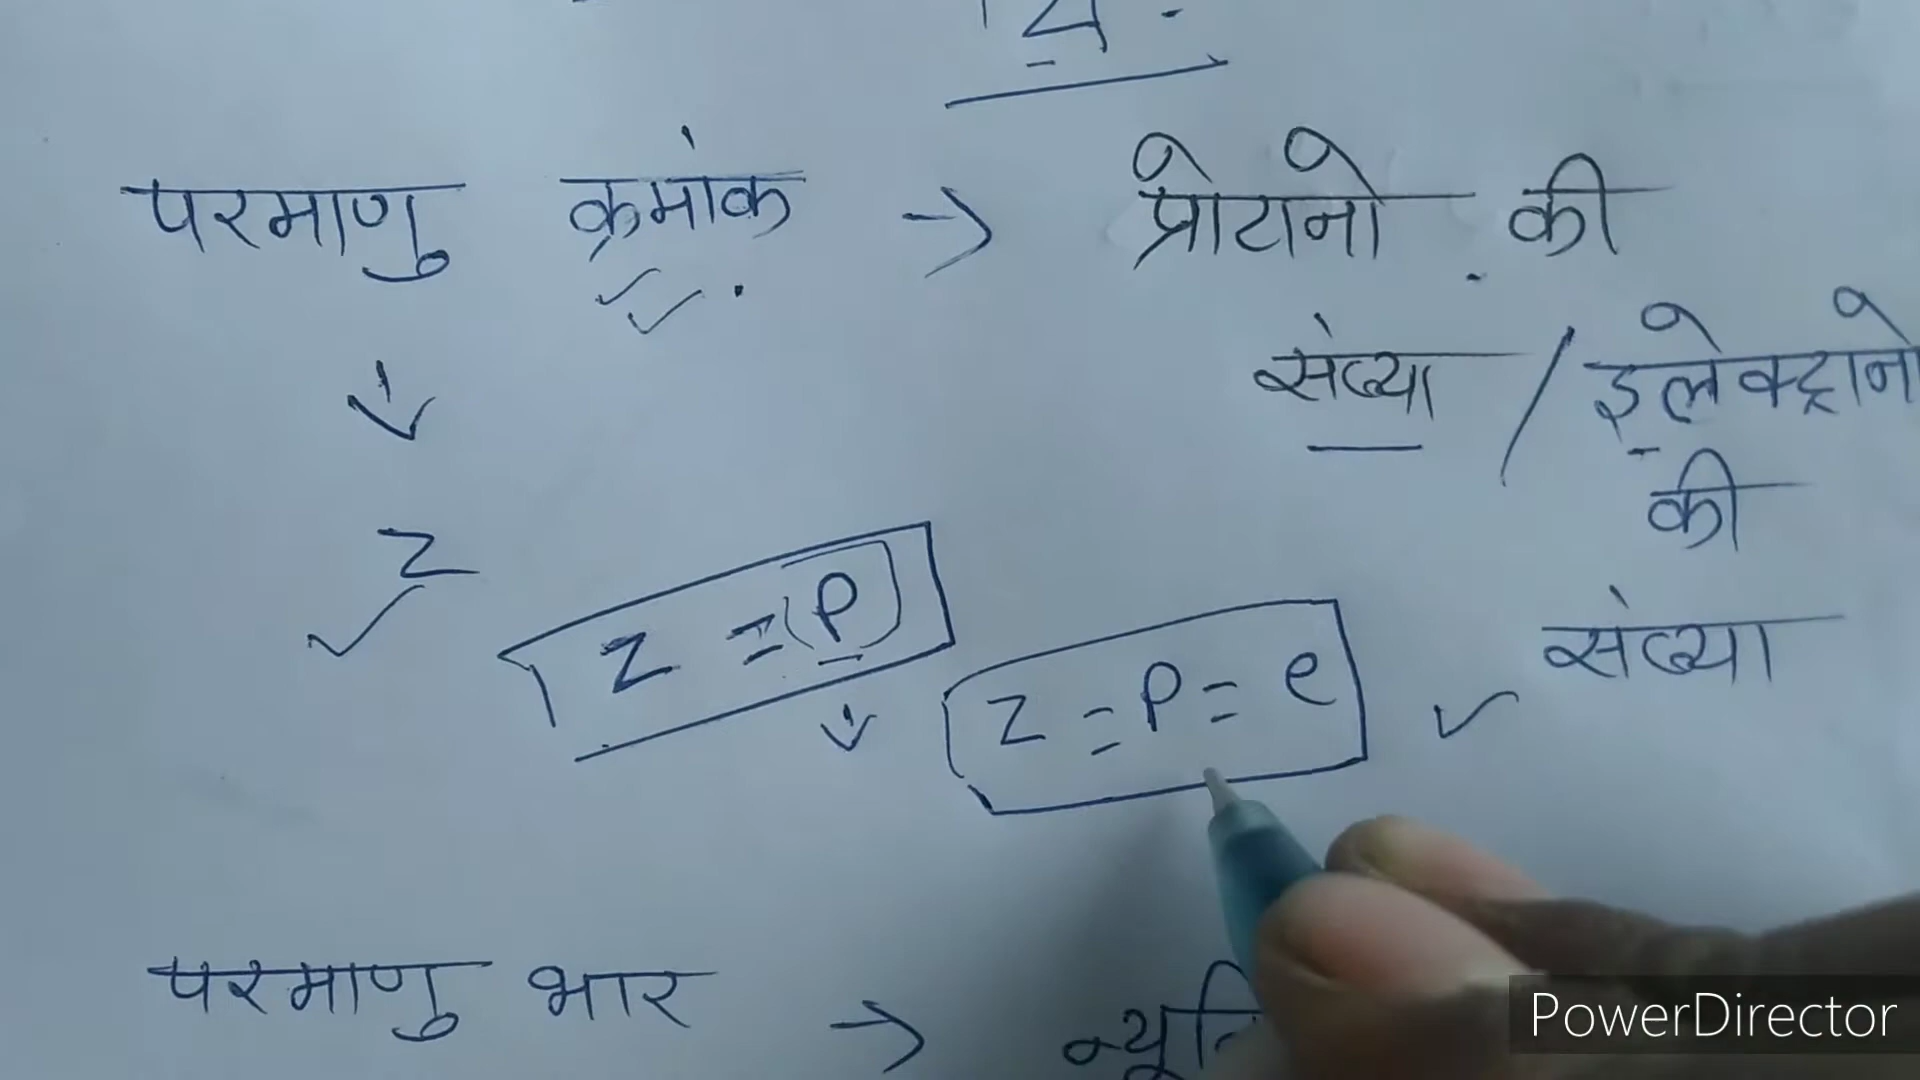 परमाणु क्रमांक → प्रोटानो की
संख्या / इलेक्ट्रानो
की
Z
संख्या
Z = (P)
Z = P = e
परमाणु भार →
PowerDirector